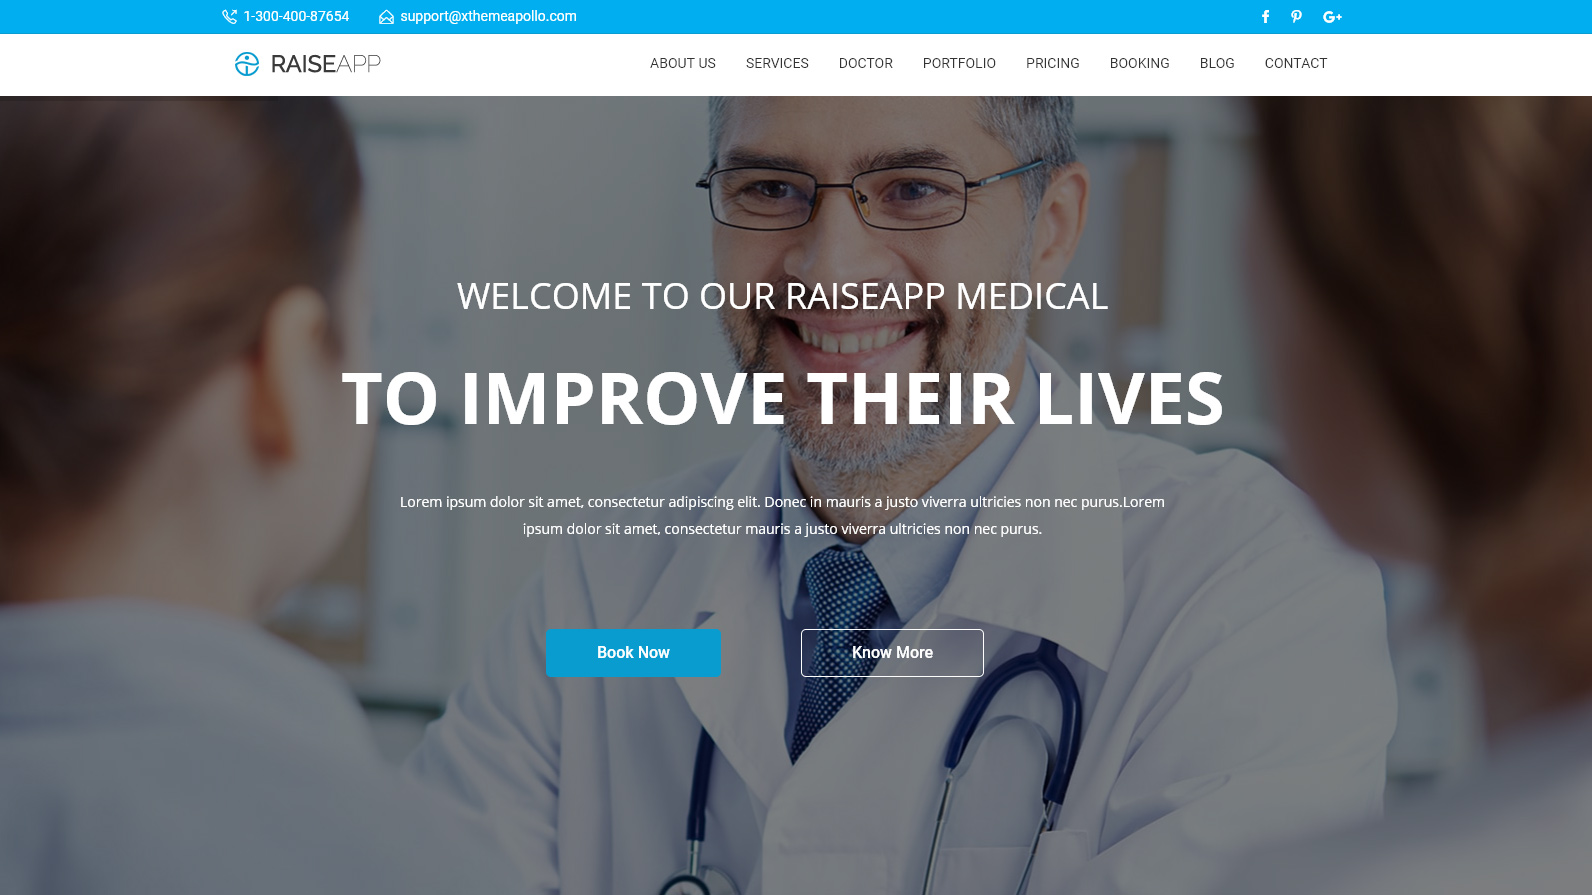 1-300-400-87654 support@xthemeapollo.com
RAISEAPP
ABOUT US SERVICES DOCTOR PORTFOLIO PRICING BOOKING BLOG CONTACT
WELCOME TO OUR RAISEAPP MEDICAL
TO IMPROVE THEIR LIVES
Lorem ipsum dolor sit amet, consectetur adipiscing elit. Donec in mauris a justo viverra ultricies non nec purus.Lorem
ipsum dolor sit amet, consectetur mauris a justo viverra ultricies non nec purus.
Book Now Know More